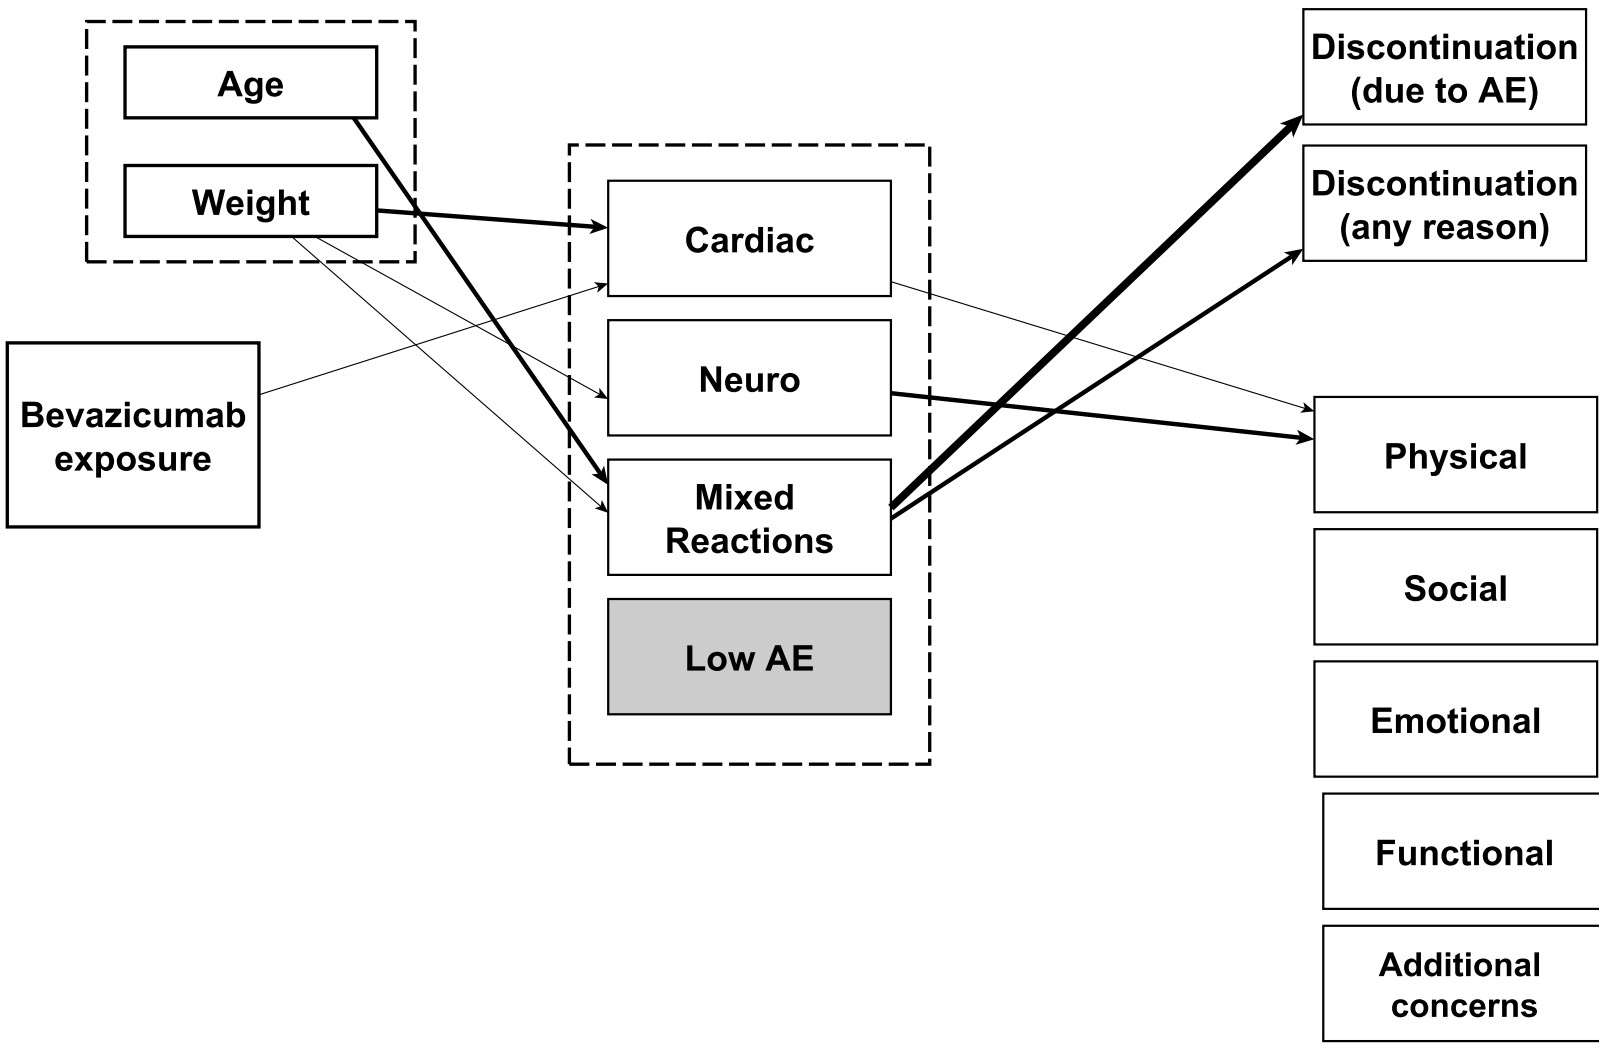 Age
Weight
Bevazicumab
exposure
Cardiac
Neuro
Mixed
Reactions
Low AE
Discontinuation
(due to AE)
Discontinuation
(any reason)
Physical
Social
Emotional
Functional
Additional
concerns